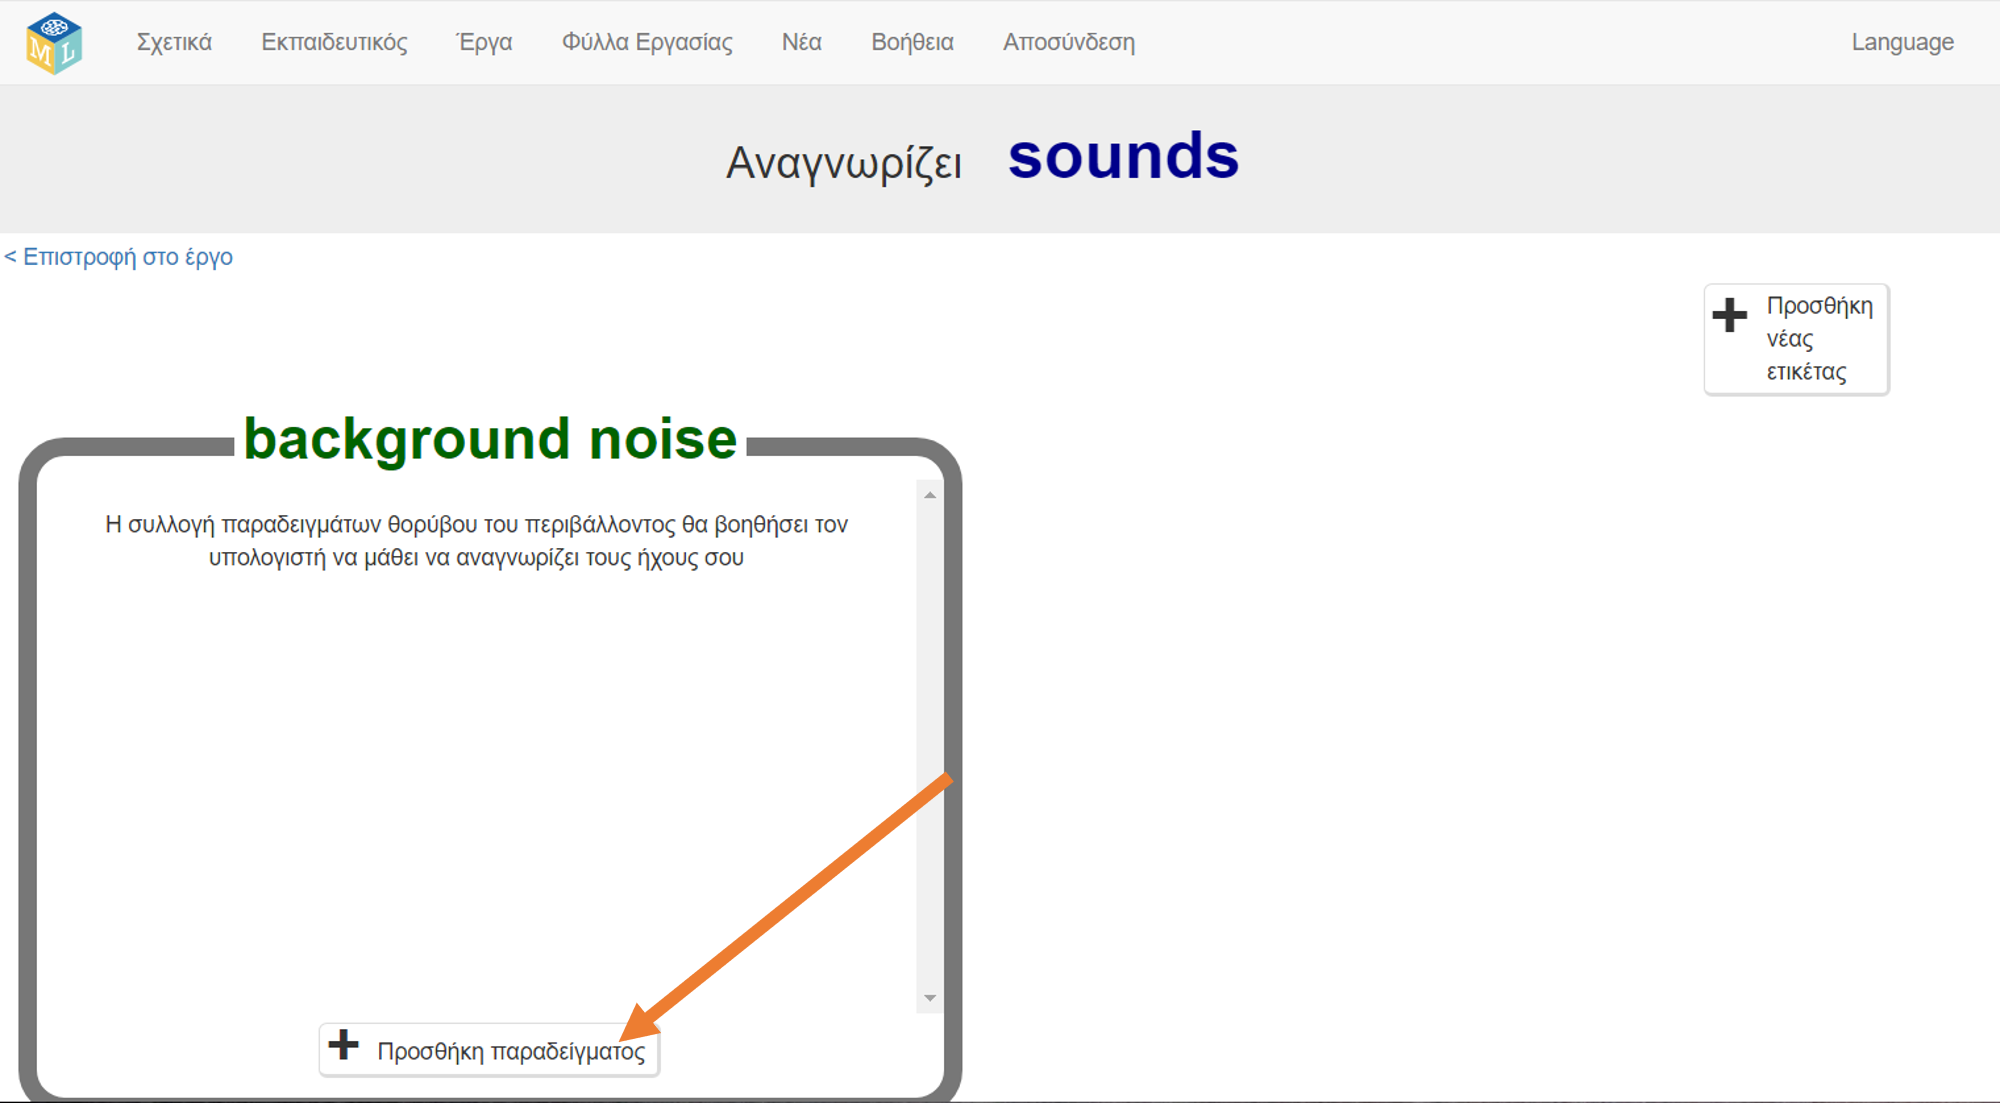 M L
Σχετικά Εκπαιδευτικός Έργα Φύλλα Εργασίας Νέα Βοήθεια Αποσύνδεση Language
Αναγνωρίζει sounds
< Επιστροφή στο έργο
Προσθήκη
νέας
ετικέτας
background noise
Η συλλογή παραδειγμάτων θορύβου του περιβάλλοντος θα βοηθήσει τον
υπολογιστή να μάθει να αναγνωρίζει τους ήχους σου
Προσθήκη παραδείγματος